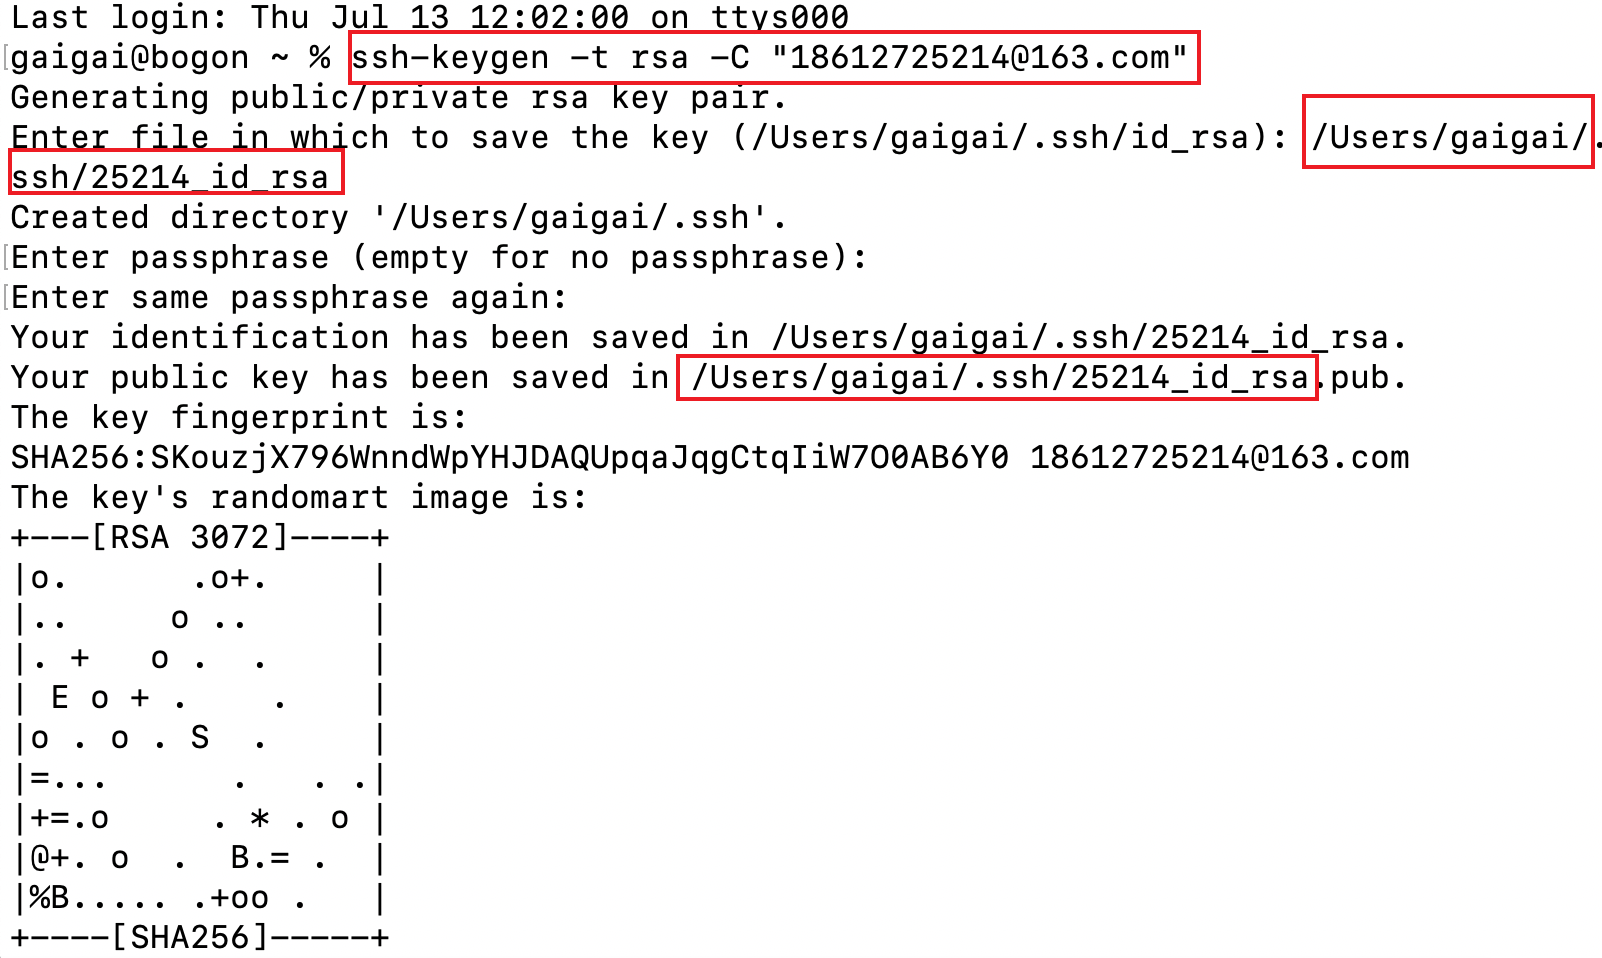 Last login: Thu Jul 13 12:02:00 on ttys000
[gaigai@bogon ~ % ssh-keygen -t rsa -C "18612725214@163.com"
Generating public/private rsa key pair.
Enter file in which to save the key (/Users/gaigai/.ssh/id_rsa): /Users/gaigai/.
ssh/25214_id_rsa
Created directory '/Users/gaigai/.ssh'.
[Enter passphrase (empty for no passphrase):
[Enter same passphrase again:
Your identification has been saved in /Users/gaigai/.ssh/25214_id_rsa.
Your public key has been saved in /Users/gaigai/.ssh/25214_id_rsa.pub.
The key fingerprint is:
SHA256:SKouzjX796WnndWpYHJDAQUpqaJqgCtqIiW7O0AB6Y0 18612725214@163.com
The key's randomart image is:
+---[RSA 3072]----+
|o.      .o+.     |
|..     o ..      |
|. +   o .  .     |
| E o + .    .    |
|o . o . S  .     |
|=...      .   . .|
|+=.o     . * . o |
|@+. o  .  B.= .  |
|%B..... .+oo .   |
+----[SHA256]-----+